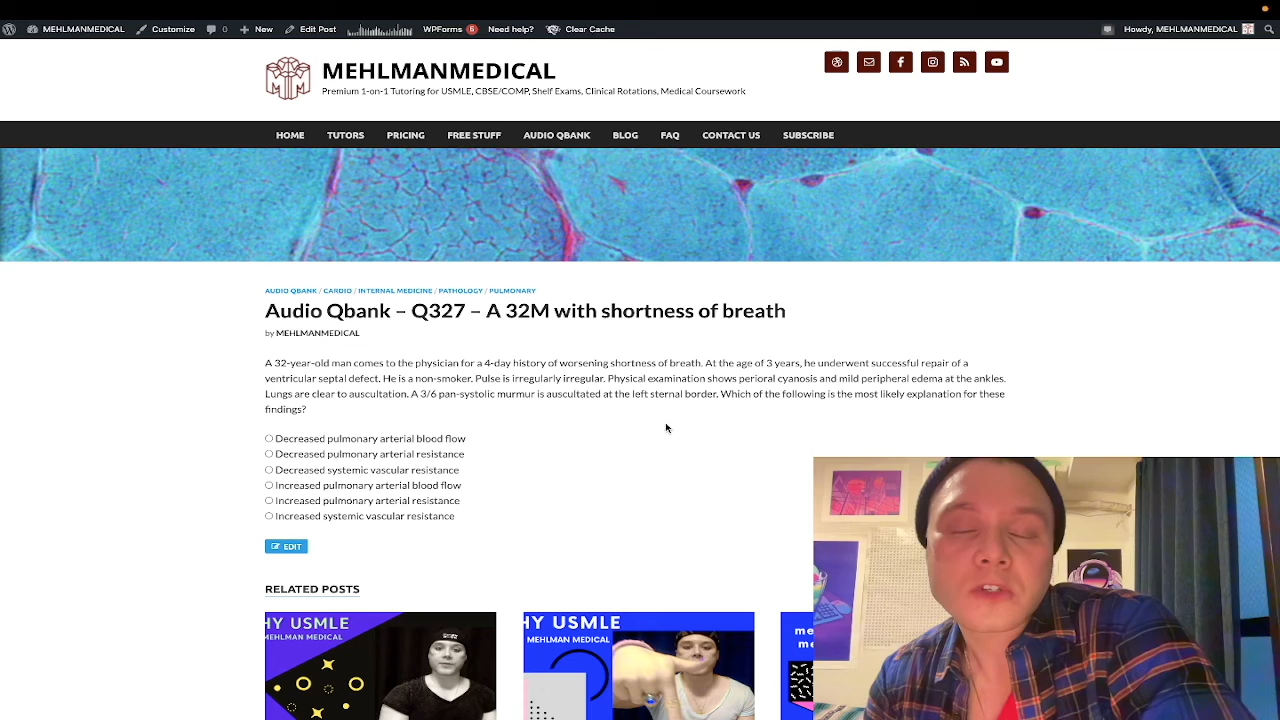 MEHLMANMEDICAL Customize 0 New Edit Post WPForms 6 Need help? Clear Cache Howdy, MEHLMANMEDICAL
MEHLMANMEDICAL
Premium 1-on-1 Tutoring for USMLE, CBSE/COMP, Shelf Exams, Clinical Rotations, Medical Coursework
HOME TUTORS PRICING FREE STUFF AUDIO QBANK BLOG FAQ CONTACT US SUBSCRIBE
AUDIO QBANK / CARDIO / INTERNAL MEDICINE / PATHOLOGY / PULMONARY
Audio Qbank – Q327 – A 32M with shortness of breath
by MEHLMANMEDICAL
A 32-year-old man comes to the physician for a 4-day history of worsening shortness of breath. At the age of 3 years, he underwent successful repair of a
ventricular septal defect. He is a non-smoker. Pulse is irregularly irregular. Physical examination shows perioral cyanosis and mild peripheral edema at the ankles.
Lungs are clear to auscultation. A 3/6 pan-systolic murmur is auscultated at the left sternal border. Which of the following is the most likely explanation for these
findings?
Decreased pulmonary arterial blood flow
Decreased pulmonary arterial resistance
Decreased systemic vascular resistance
Increased pulmonary arterial blood flow
Increased pulmonary arterial resistance
Increased systemic vascular resistance
EDIT
RELATED POSTS
HY USMLE
MEHLMAN MEDICAL
HY USMLE
MEHLMAN MEDICAL
me
me